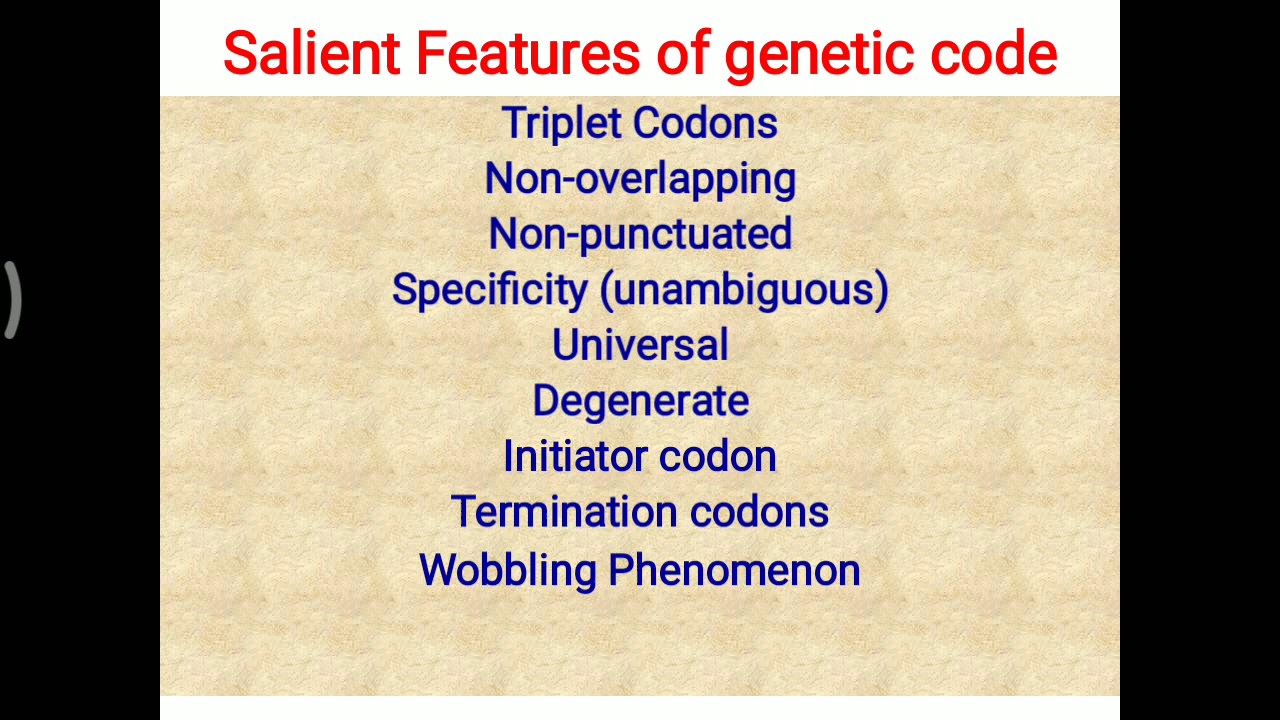 Salient Features of genetic code
Triplet Codons
Non-overlapping
Non-punctuated
Specificity (unambiguous)
Universal
Degenerate
Initiator codon
Termination codons
Wobbling Phenomenon